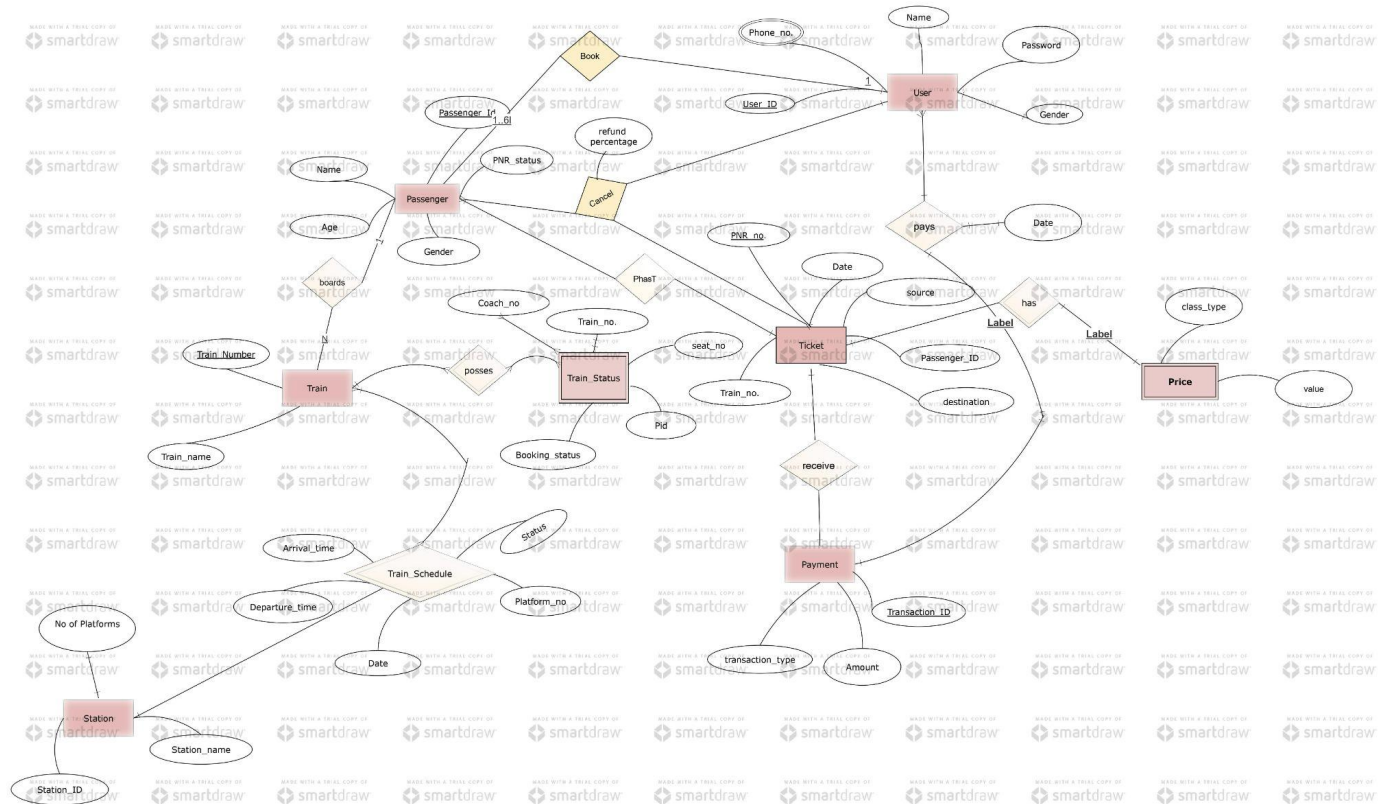 Name
Phone_no.
Password
Book
User
1
User_ID
Gender
Passenger_Id
1..6l
refund
percentage
PNR_status
Name
Passenger
Cancel
Age
Gender
PNR_no.
pays
Date
boards
1
PhasT
Date
source
has
class_type
Coach_no
Train_no.
Label
Label
N
seat_no
Ticket
Passenger_ID
Train_Number
posses
Train_Status
Train
Price
value
Train_no.
destination
Pid
Train_name
Booking_status
receive
Status
Arrival_time
Payment
Train_Schedule
Departure_time
Platform_no
Transaction_ID
No of Platforms
Date
transaction_type
Amount
Station
Station_name
Station_ID
MADE WITH A TRIAL COPY OF
smartdraw